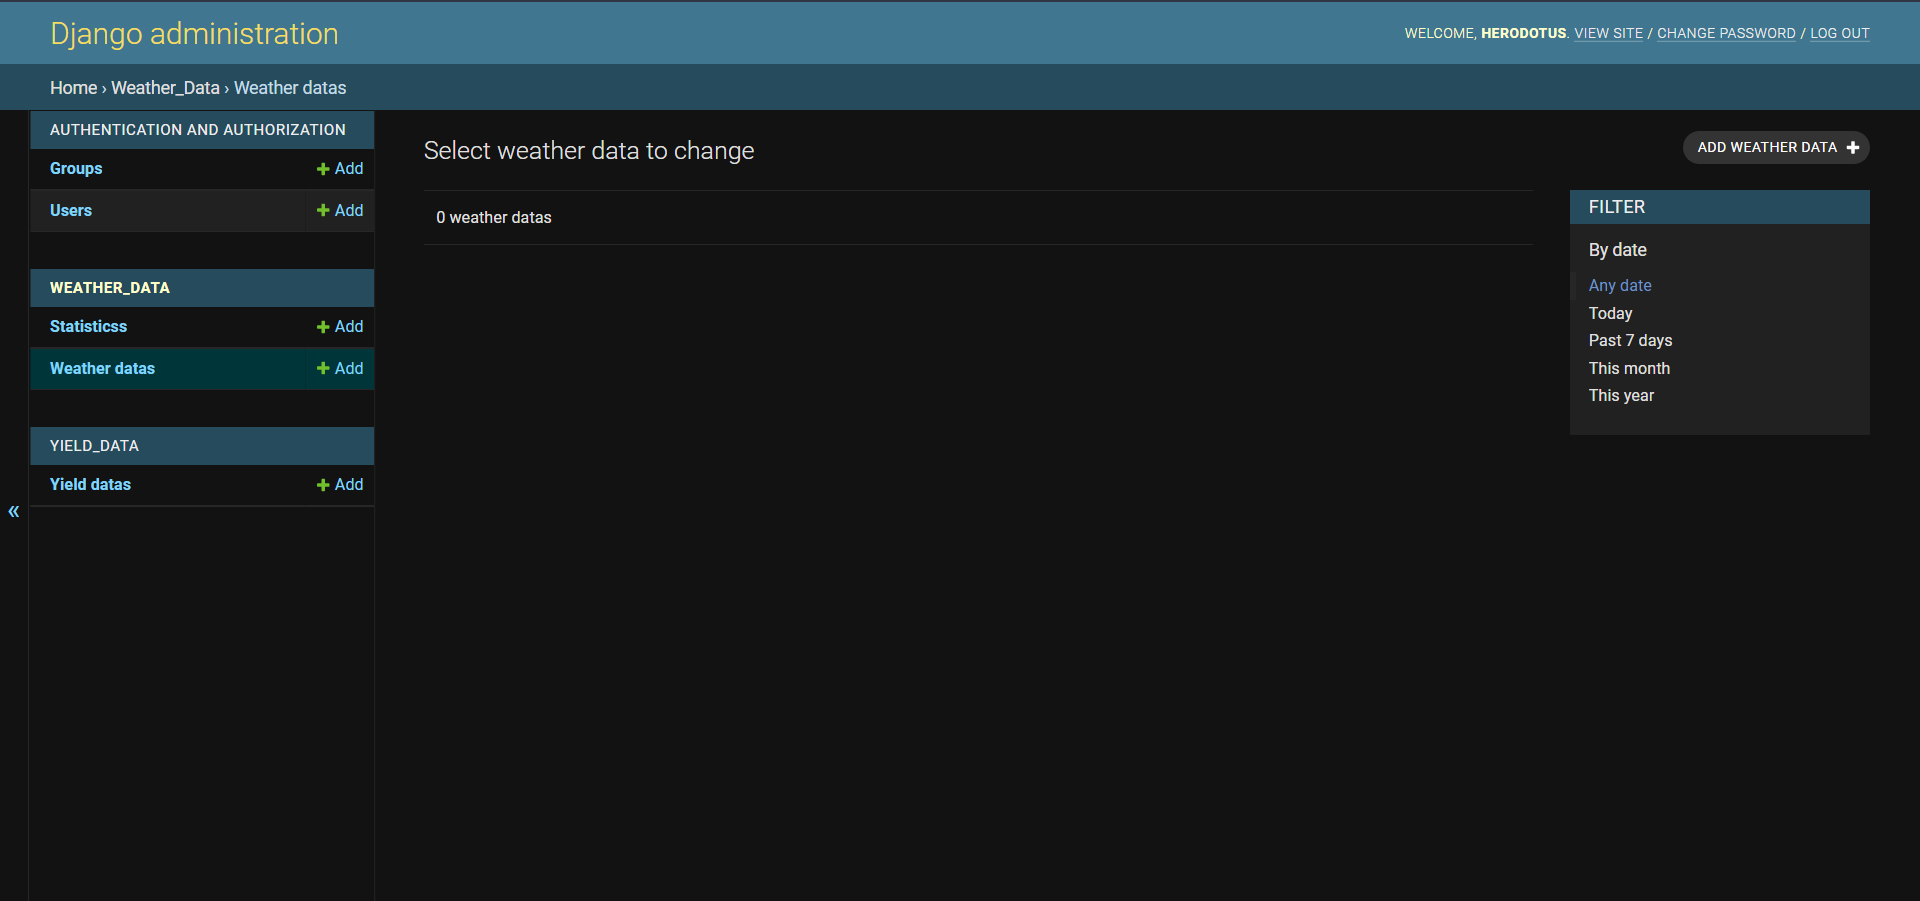 Django administration
WELCOME, HERODOTUS. VIEW SITE / CHANGE PASSWORD / LOG OUT
Home › Weather_Data › Weather datas
AUTHENTICATION AND AUTHORIZATION
Groups + Add
Users + Add
WEATHER_DATA
Statisticss + Add
Weather datas + Add
YIELD_DATA
Yield datas + Add
«
Select weather data to change
ADD WEATHER DATA +
0 weather datas
FILTER
By date
Any date
Today
Past 7 days
This month
This year